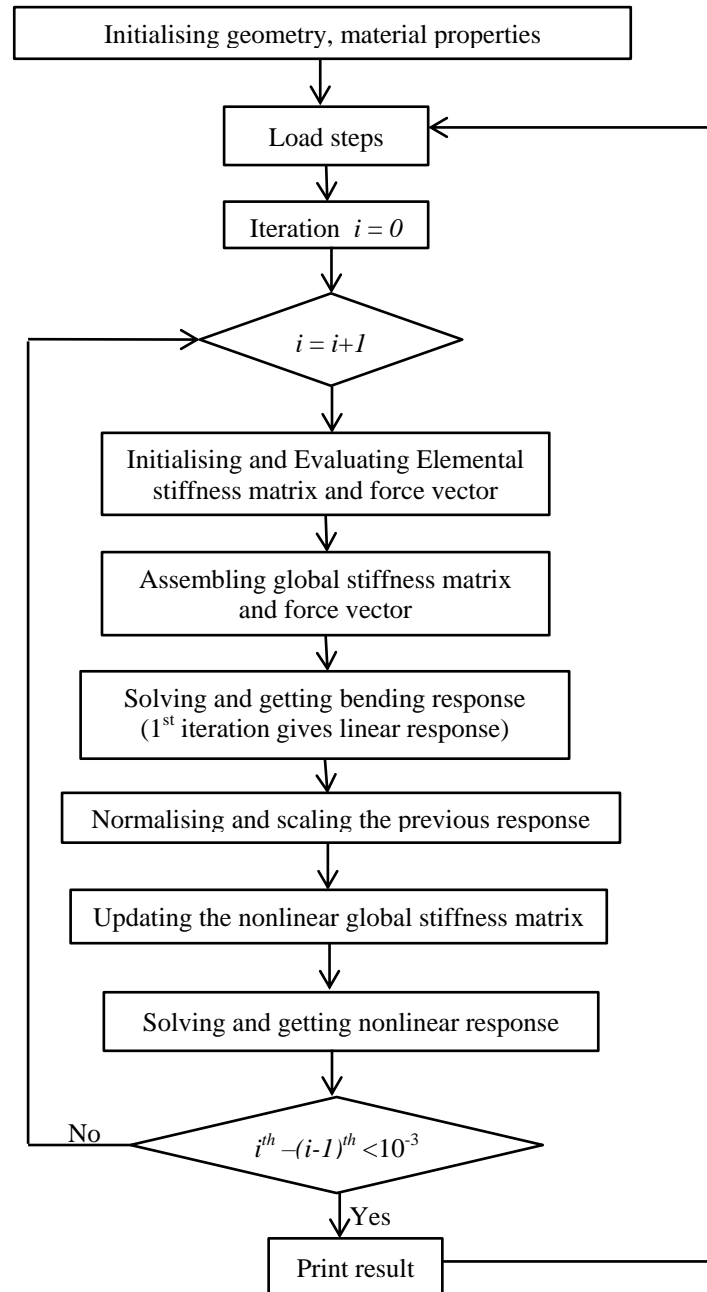 Initialising geometry, material properties
Load steps
Iteration i = 0
i = i+1
Initialising and Evaluating Elemental
stiffness matrix and force vector
Assembling global stiffness matrix
and force vector
Solving and getting bending response
(1st iteration gives linear response)
Normalising and scaling the previous response
Updating the nonlinear global stiffness matrix
Solving and getting nonlinear response
No
ith –(i-1)th <10-3
Yes
Print result